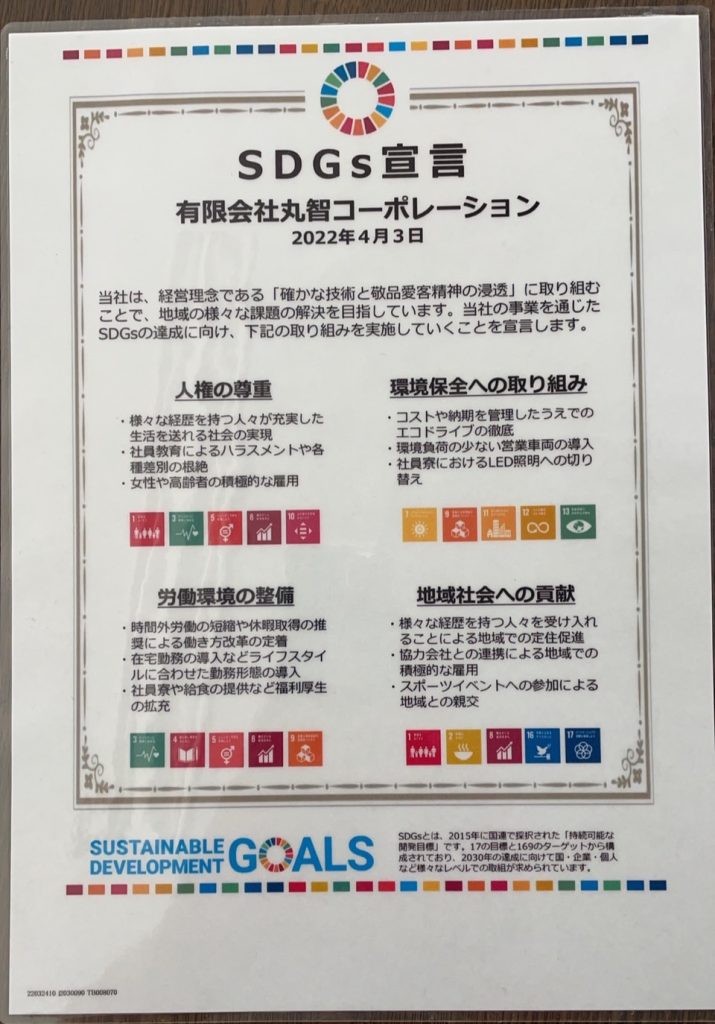 SDGs宣言
有限会社丸智コーポレーション
2022年4月3日
当社は、経営理念である「確かな技術と敬品愛客精神の浸透」に取り組む
ことで、地域の様々な課題の解決を目指しています。当社の事業を通じた
SDGsの達成に向け、下記の取り組みを実施していくことを宣言します。
人権の尊重
・様々な経歴を持つ人々が充実した
生活を送れる社会の実現
・社員教育によるハラスメントや各
種差別の根絶
・女性や高齢者の積極的な雇用
1 3 5 8 10
環境保全への取り組み
・コストや納期を管理したうえでの
エコドライブの徹底
・環境負荷の少ない営業車両の導入
・社員寮におけるLED照明への切り
替え
7 9 11 12 13
労働環境の整備
・時間外労働の短縮や休暇取得の推
奨による働き方改革の定着
・在宅勤務の導入などライフスタイ
ルに合わせた勤務形態の導入
・社員寮や給食の提供など福利厚生
の拡充
3 4 5 8 9
地域社会への貢献
・様々な経歴を持つ人々を受け入れ
ることによる地域での定住促進
・協力会社との連携による地域での
積極的な雇用
・スポーツイベントへの参加による
地域との親交
1 2 8 16 17
SUSTAINABLE
DEVELOPMENT
GOALS
SDGsとは、2015年に国連で採択された「持続可能な
開発目標」です。17の目標と169のターゲットから構
成されており、2030年の達成に向けて国・企業・個人
など様々なレベルでの取組が求められています。
22032410 I2030090 TB008070